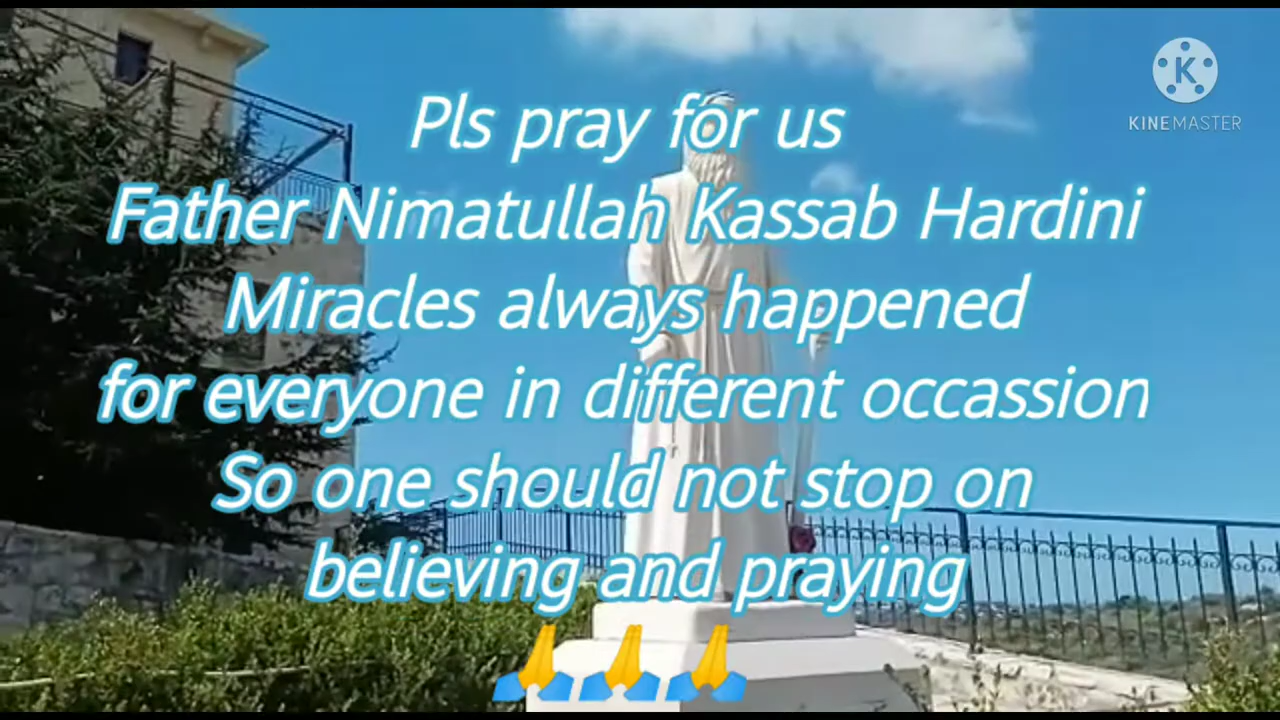 Pls pray for us
Father Nimatullah Kassab Hardini
Miracles always happened
for everyone in different occassion
So one should not stop on
believing and praying
🙏🙏🙏
K
KINEMASTER